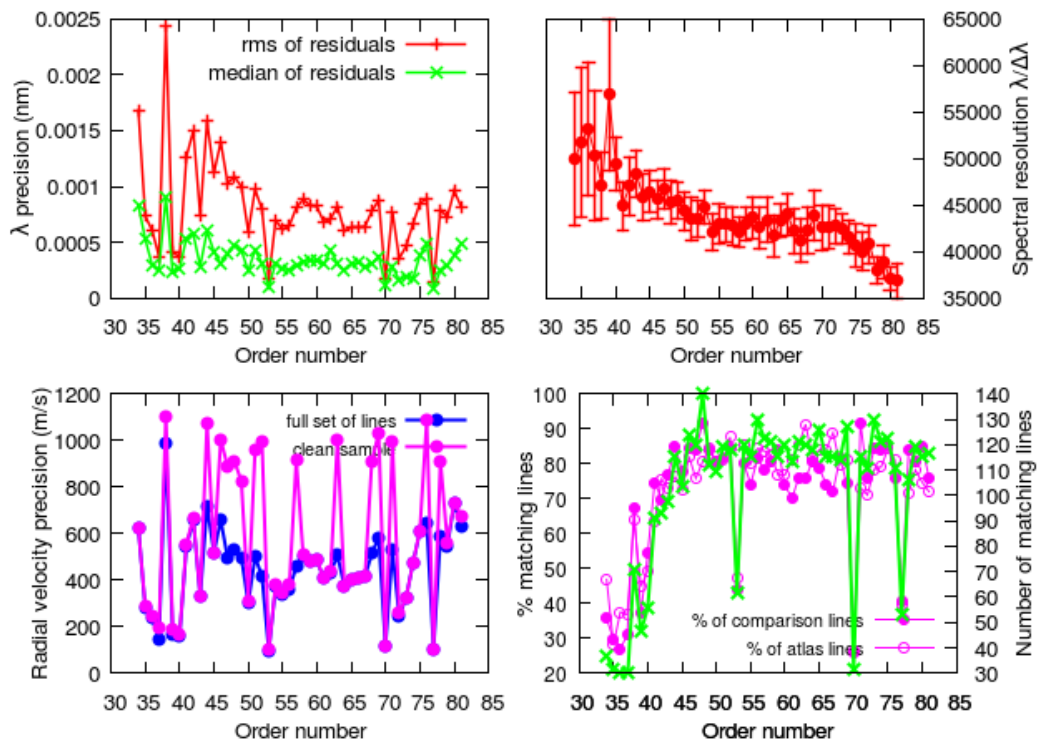 rms of residuals
median of residuals
λ precision (nm)
0.0025
0.002
0.0015
0.001
0.0005
0
30 35 40 45 50 55 60 65 70 75 80 85
Order number
65000
60000
55000
50000
45000
40000
35000
Spectral resolution λ/Δλ
30 35 40 45 50 55 60 65 70 75 80 85
Order number
full set of lines
clean sample
Radial velocity precision (m/s)
1200
1000
800
600
400
200
0
30 35 40 45 50 55 60 65 70 75 80 85
Order number
% matching lines
100
90
80
70
60
50
40
30
20
% of comparison lines
% of atlas lines
140
130
120
110
100
90
80
70
60
50
40
30
Number of matching lines
30 35 40 45 50 55 60 65 70 75 80 85
Order number